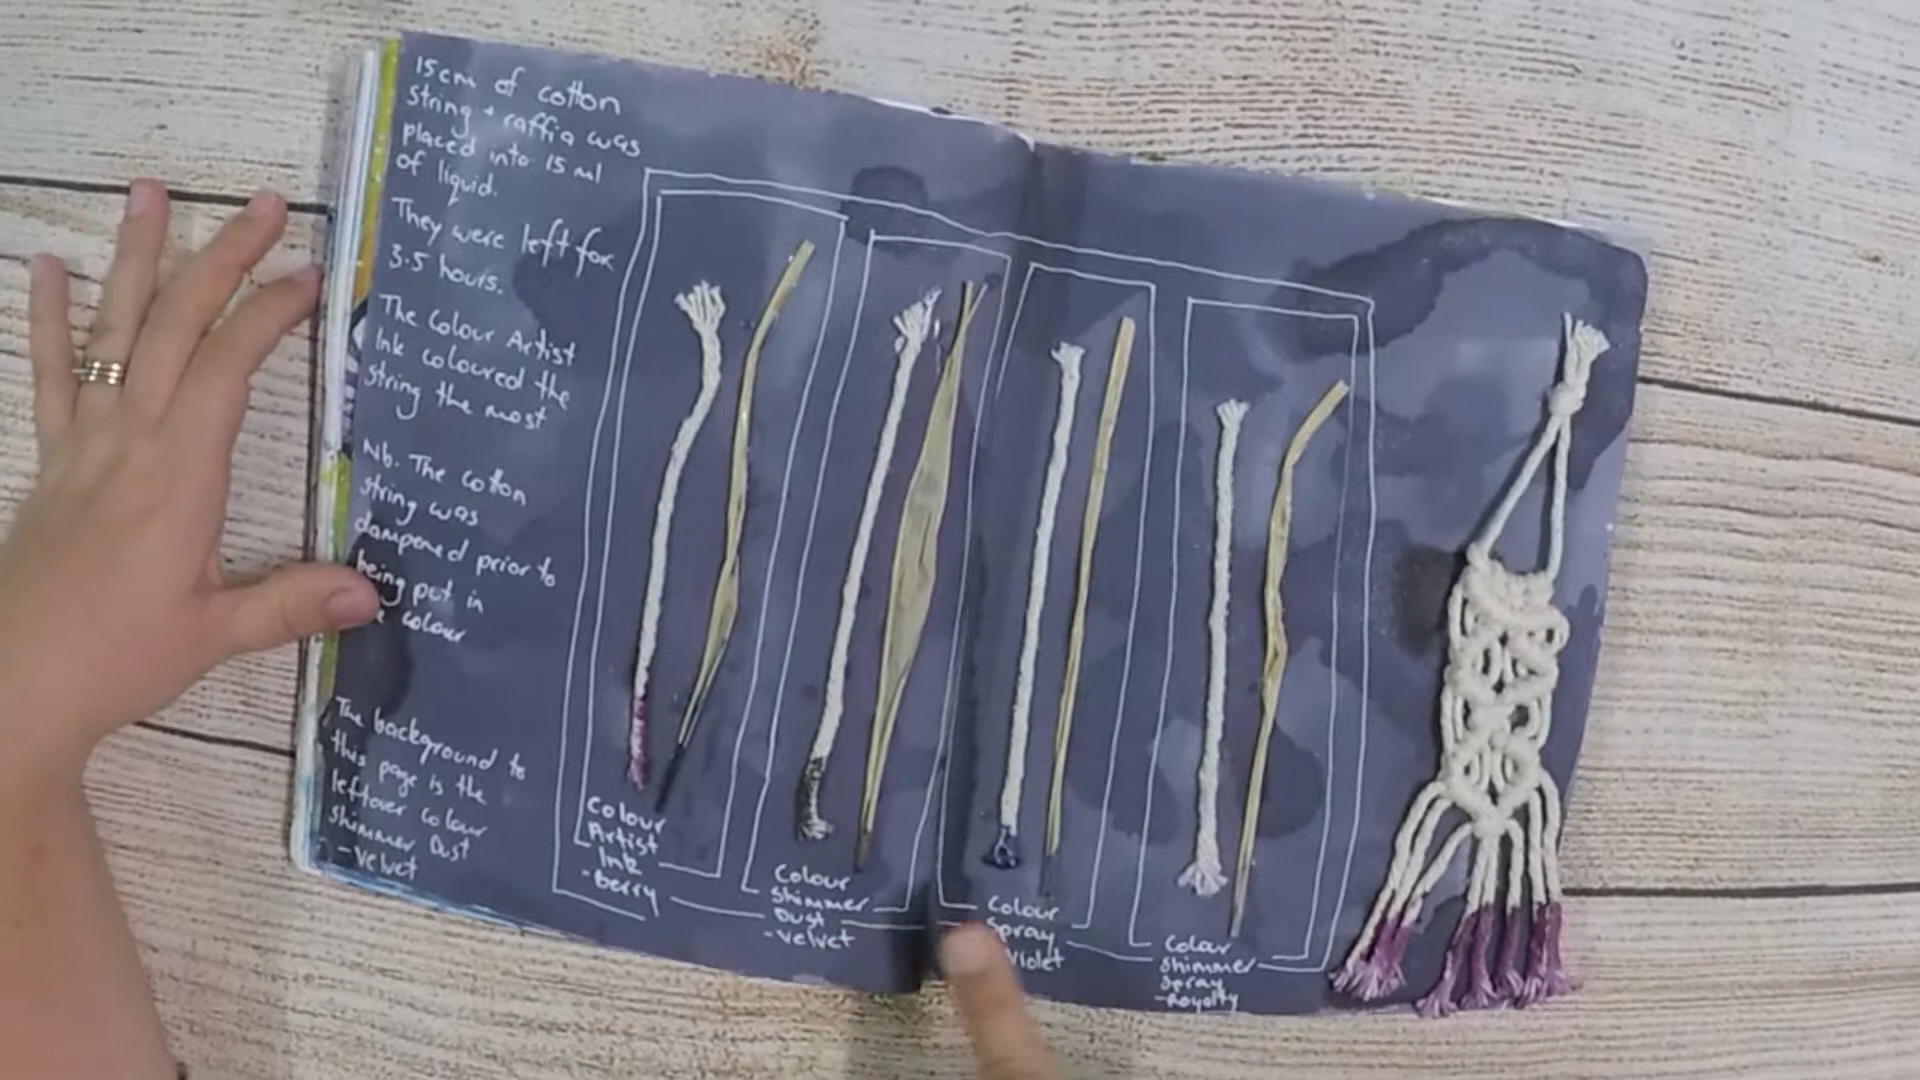 15cm of cotton
string + raffia was
placed into 15 ml
of liquid.
They were left for
3.5 hours.
The Colour Artist
Ink coloured the
string the most
Nb. The cotton
string was
dampened prior to
being put in
colour
The background to
this page is the
leftover colour
shimmer Dust
- velvet
Colour
Artist
Ink
- berry
Colour
Shimmer
Dust
- velvet
Colour
Spray
violet
Colour
Shimmer
Spray
- Royalty